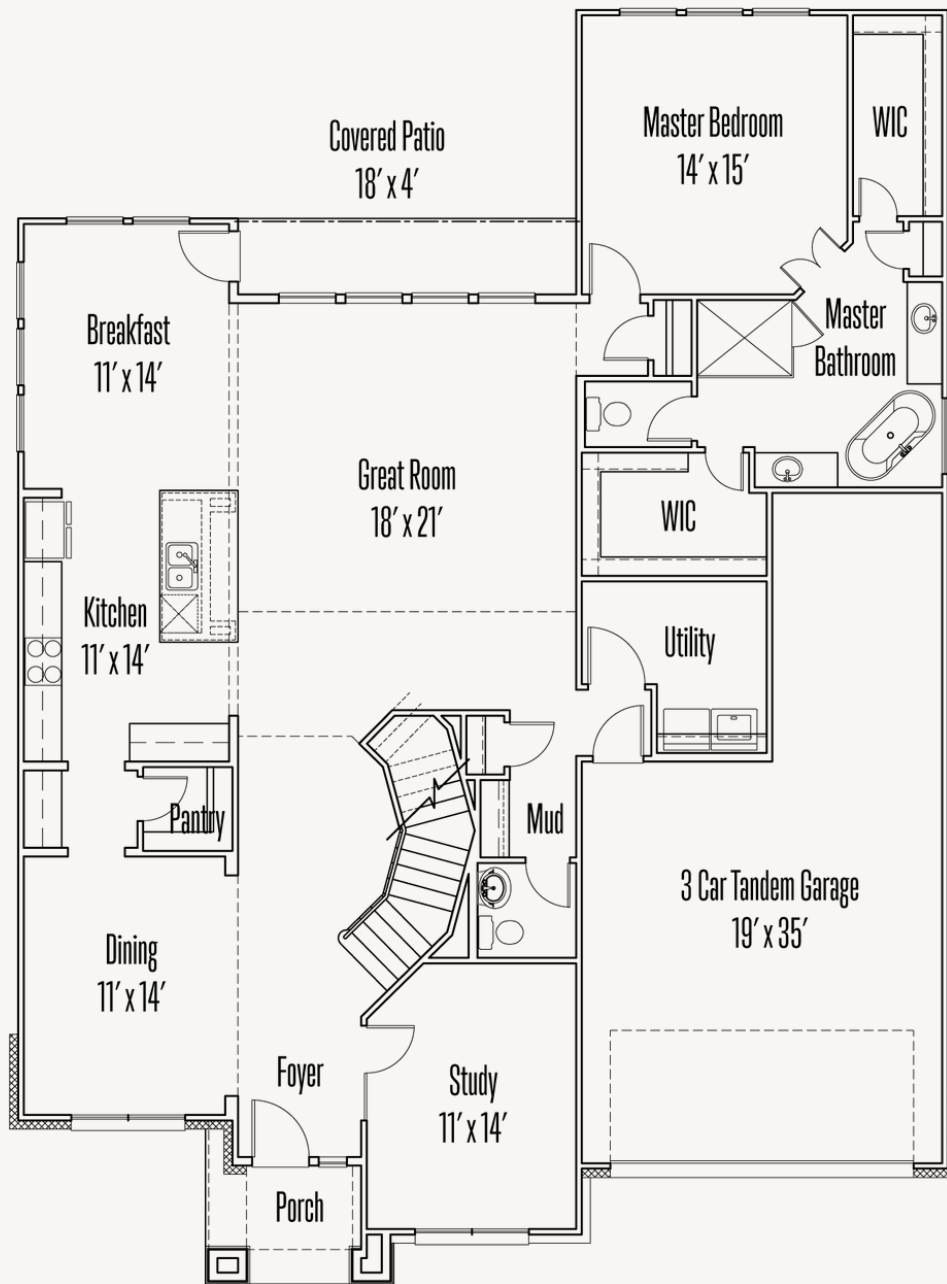 Covered Patio
18' x 4'
Master Bedroom
14' x 15'
WIC
Breakfast
11' x 14'
Master
Bathroom
Great Room
18' x 21'
WIC
Kitchen
11' x 14'
Utility
Pantry
Mud
3 Car Tandem Garage
19' x 35'
Dining
11' x 14'
Foyer
Study
11' x 14'
Porch